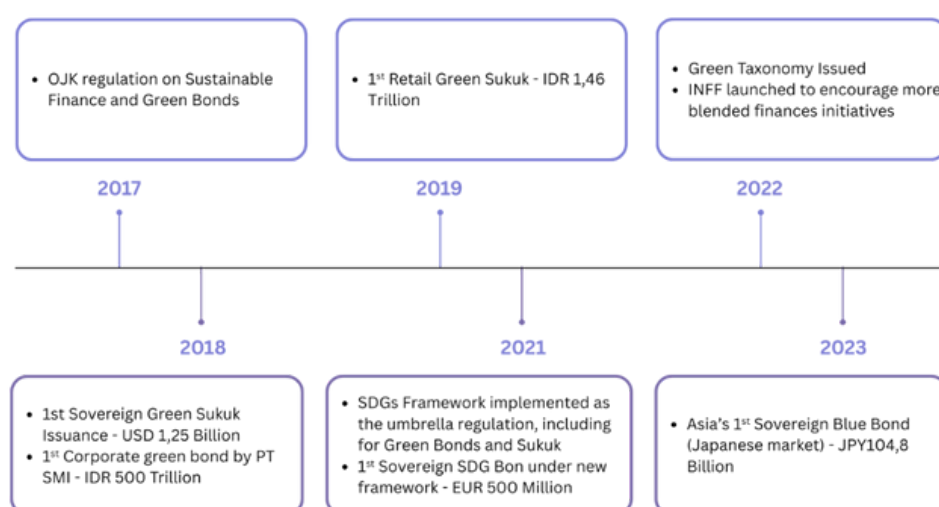 • OJK regulation on Sustainable
Finance and Green Bonds
2017
• 1st Retail Green Sukuk - IDR 1,46
Trillion
2019
• Green Taxonomy Issued
• INFF launched to encourage more
blended finances initiatives
2022
2018
• 1st Sovereign Green Sukuk
Issuance - USD 1,25 Billion
• 1st Corporate green bond by PT
SMI - IDR 500 Trillion
2021
• SDGs Framework implemented as
the umbrella regulation, including
for Green Bonds and Sukuk
• 1st Sovereign SDG Bon under new
framework - EUR 500 Million
2023
• Asia's 1st Sovereign Blue Bond
(Japanese market) - JPY104,8
Billion